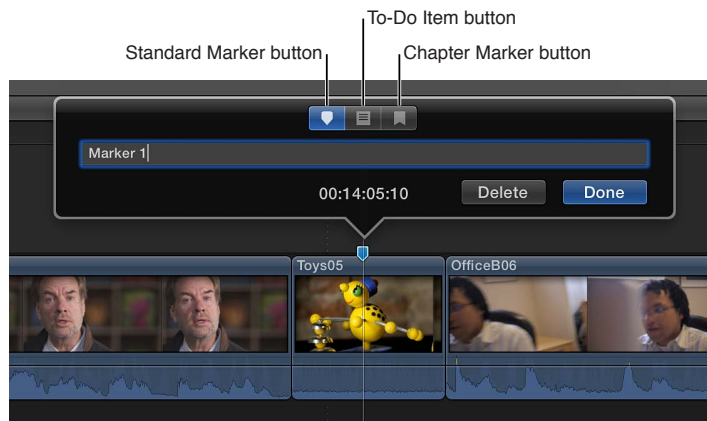 To-Do Item button
Standard Marker button
Chapter Marker button
Marker 1
00:14:05:10
Delete
Done
Toys05
OfficeB06